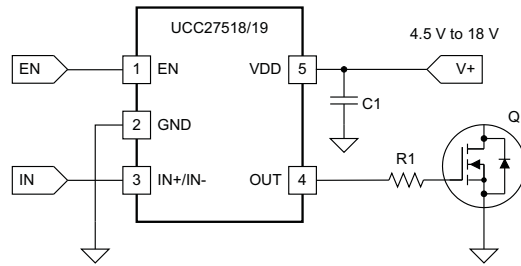 UCC27518/19
4.5 V to 18 V
EN
1
EN
VDD
5
V+
C1
2
GND
Q
R1
IN
3
IN+/IN-
OUT
4